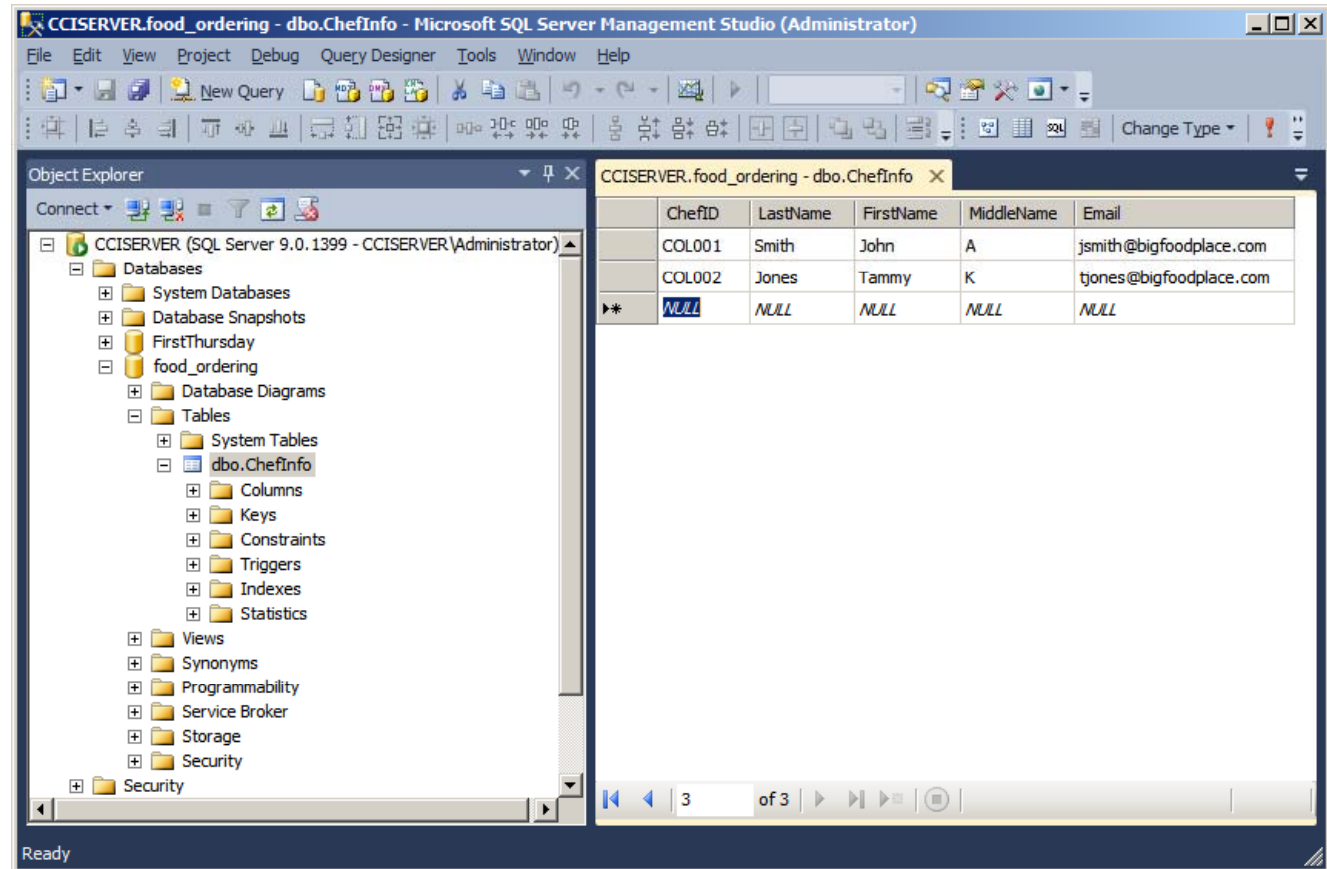 CCISERVER.food_ordering - dbo.ChefInfo - Microsoft SQL Server Management Studio (Administrator)
File Edit View Project Debug Query Designer Tools Window Help
New Query
Change Type
Object Explorer
Connect
CCISERVER (SQL Server 9.0.1399 - CCISERVER\Administrator)
Databases
System Databases
Database Snapshots
FirstThursday
food_ordering
Database Diagrams
Tables
System Tables
dbo.ChefInfo
Columns
Keys
Constraints
Triggers
Indexes
Statistics
Views
Synonyms
Programmability
Service Broker
Storage
Security
Security
CCISERVER.food_ordering - dbo.ChefInfo
ChefID LastName FirstName MiddleName Email
COL001 Smith John A jsmith@bigfoodplace.com
COL002 Jones Tammy K tjones@bigfoodplace.com
NULL NULL NULL NULL NULL
3 of 3
Ready